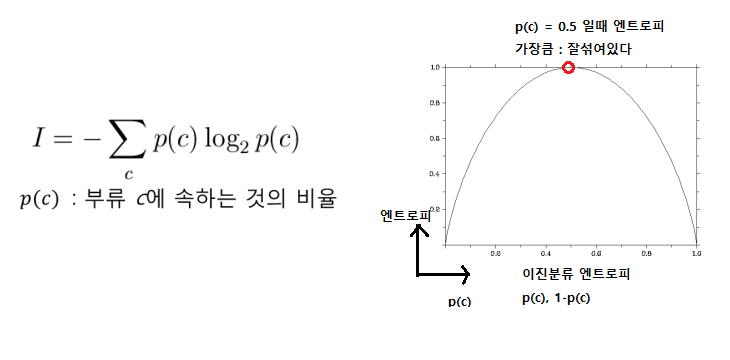 I = − ∑ p(c) log₂ p(c)
c
p(c) : 부류 c에 속하는 것의 비율
p(c) = 0.5 일때 엔트로피
가장큼 : 잘섞여있다
1.0
0.8
0.6
0.4
0.2
엔트로피
0.2 0.4 0.6 0.8 1.0
이진분류 엔트로피
p(c)
p(c), 1-p(c)